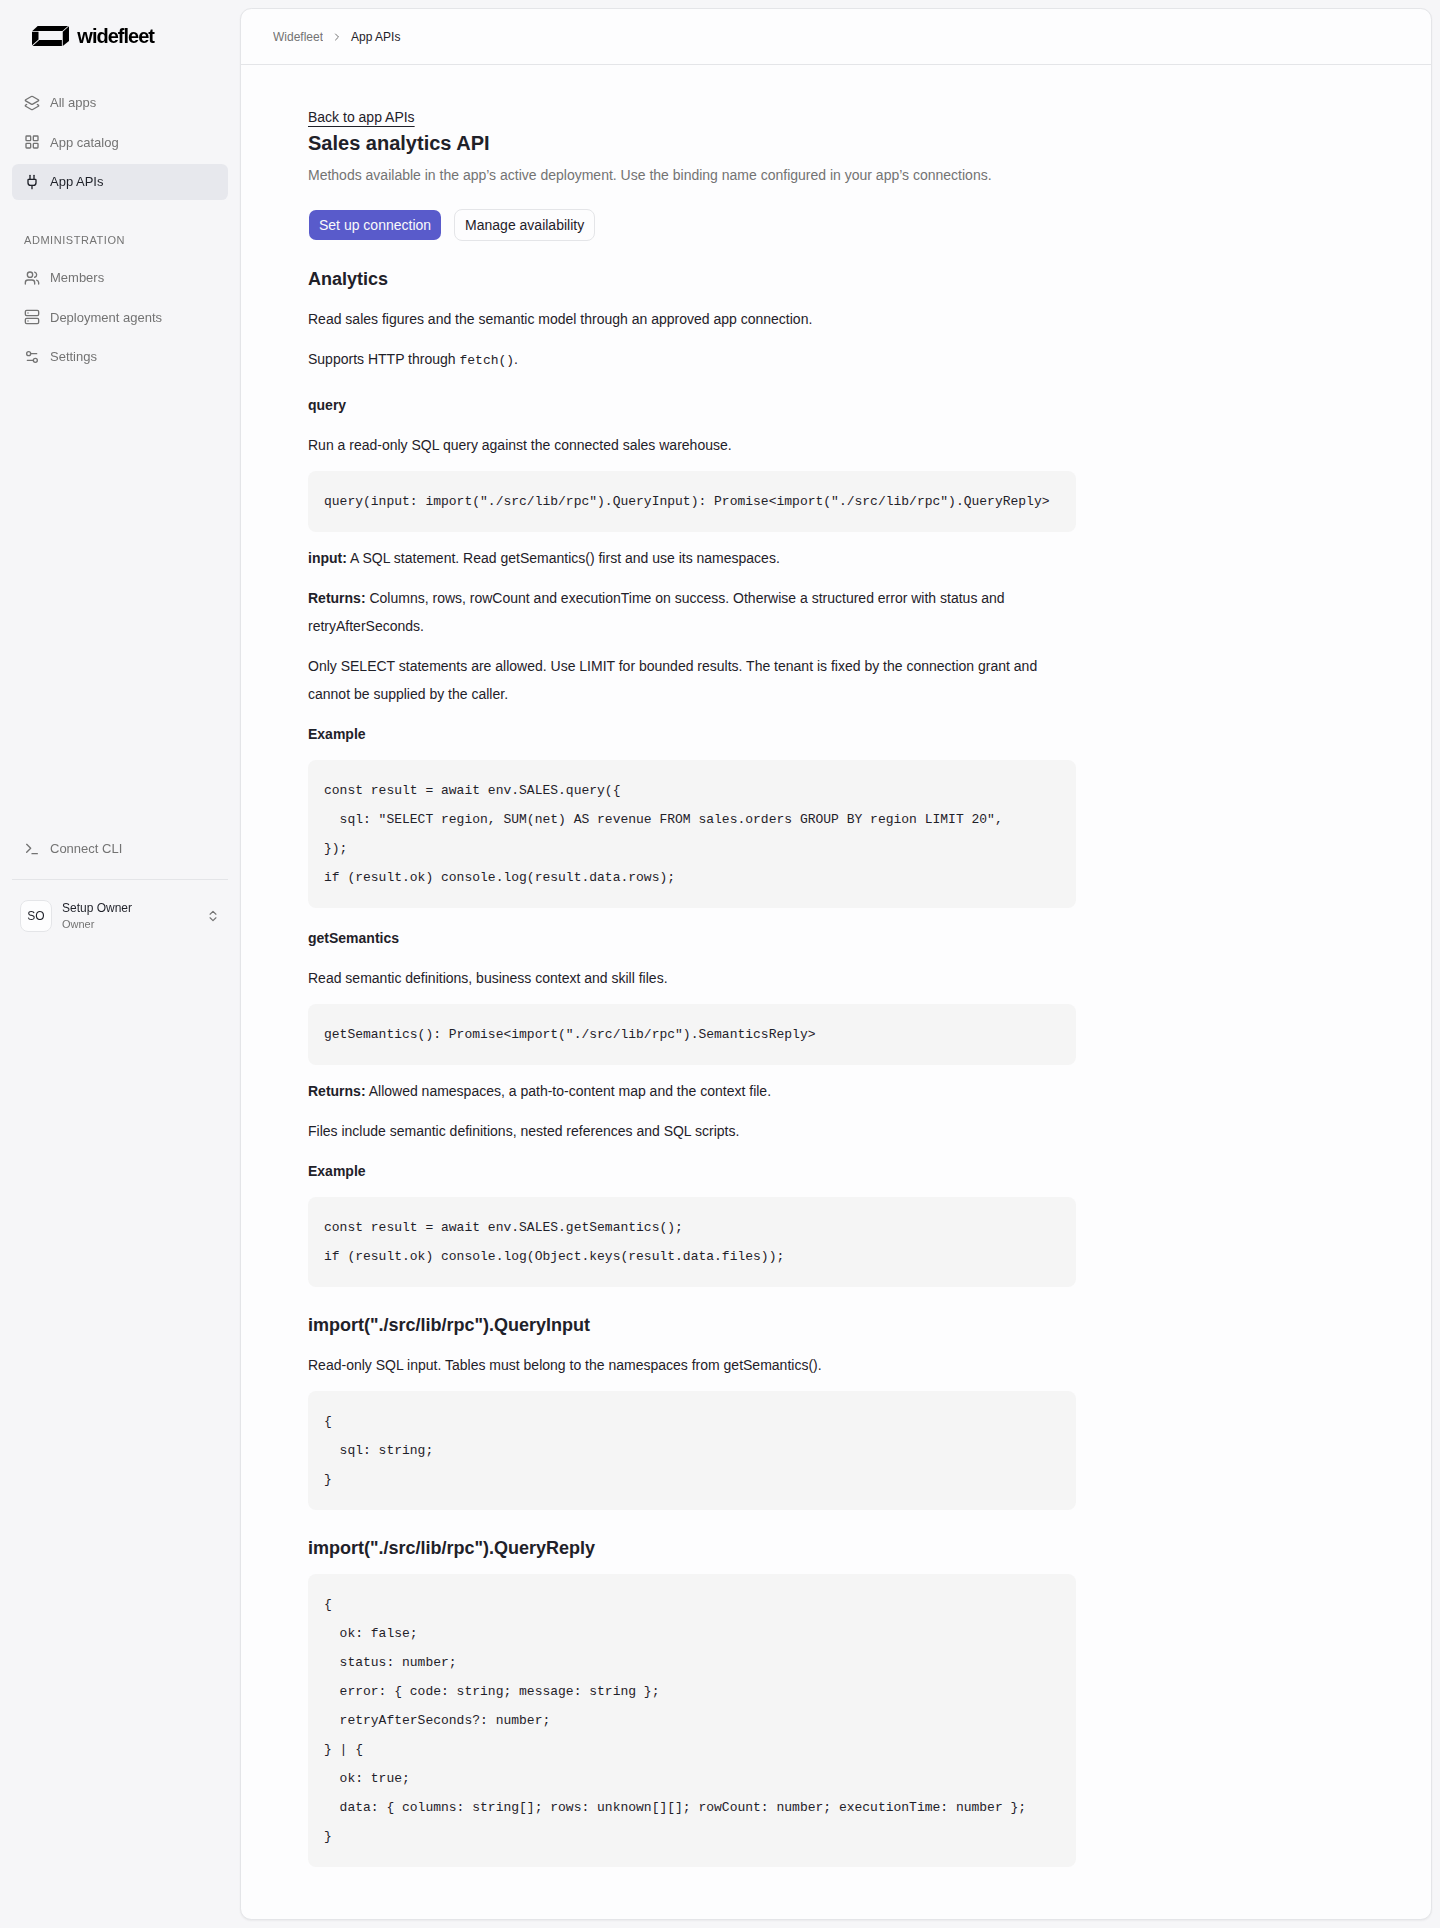 widefleet
Widefleet
App APIs
All apps
App catalog
App APIs
ADMINISTRATION
Members
Deployment agents
Settings
Connect CLI
SO
Setup Owner
Owner
Back to app APIs
Sales analytics API
Methods available in the app’s active deployment. Use the binding name configured in your app’s connections.
Set up connection
Manage availability
Analytics
Read sales figures and the semantic model through an approved app connection.
Supports HTTP through fetch().
query
Run a read-only SQL query against the connected sales warehouse.
query(input: import("./src/lib/rpc").QueryInput): Promise<import("./src/lib/rpc").QueryReply>
input: A SQL statement. Read getSemantics() first and use its namespaces.
Returns: Columns, rows, rowCount and executionTime on success. Otherwise a structured error with status and
retryAfterSeconds.
Only SELECT statements are allowed. Use LIMIT for bounded results. The tenant is fixed by the connection grant and
cannot be supplied by the caller.
Example
const result = await env.SALES.query({
  sql: "SELECT region, SUM(net) AS revenue FROM sales.orders GROUP BY region LIMIT 20",
});
if (result.ok) console.log(result.data.rows);
getSemantics
Read semantic definitions, business context and skill files.
getSemantics(): Promise<import("./src/lib/rpc").SemanticsReply>
Returns: Allowed namespaces, a path-to-content map and the context file.
Files include semantic definitions, nested references and SQL scripts.
Example
const result = await env.SALES.getSemantics();
if (result.ok) console.log(Object.keys(result.data.files));
import("./src/lib/rpc").QueryInput
Read-only SQL input. Tables must belong to the namespaces from getSemantics().
{
  sql: string;
}
import("./src/lib/rpc").QueryReply
{
  ok: false;
  status: number;
  error: { code: string; message: string };
  retryAfterSeconds?: number;
} | {
  ok: true;
  data: { columns: string[]; rows: unknown[][]; rowCount: number; executionTime: number };
}